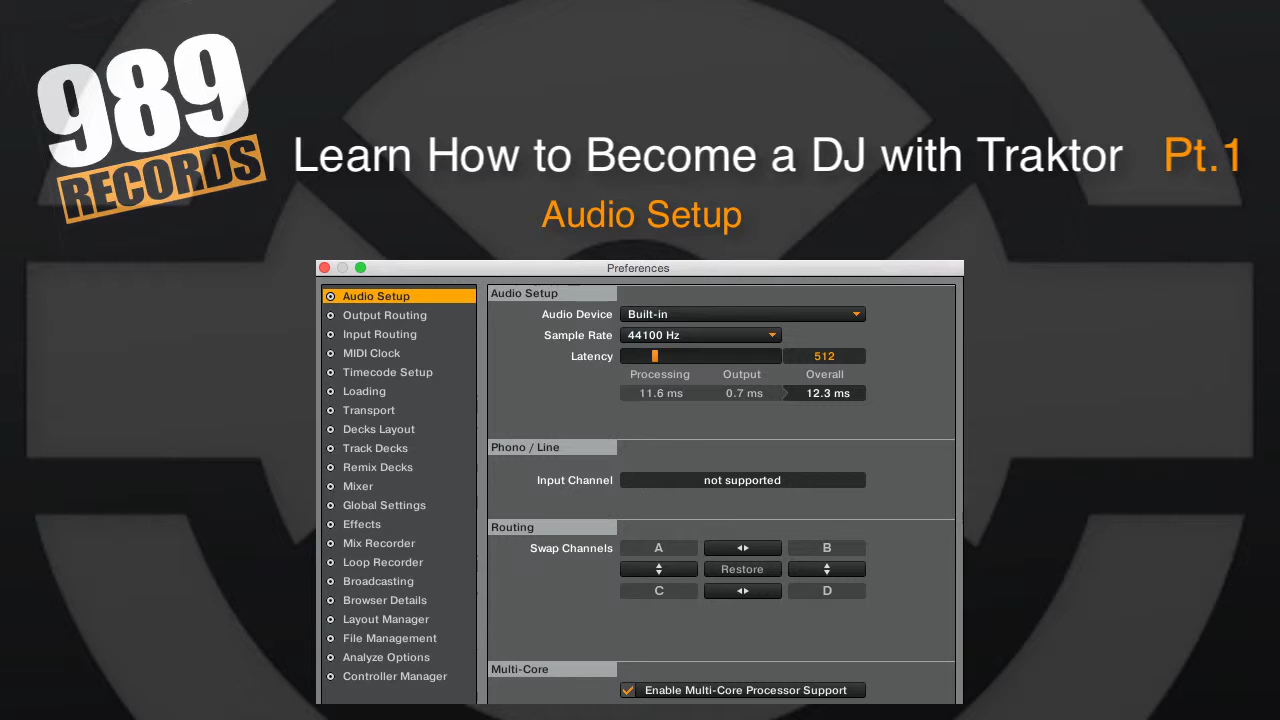 989
RECORDS
Learn How to Become a DJ with Traktor Pt.1
Audio Setup
Preferences
Audio Setup
Output Routing
Input Routing
MIDI Clock
Timecode Setup
Loading
Transport
Decks Layout
Track Decks
Remix Decks
Mixer
Global Settings
Effects
Mix Recorder
Loop Recorder
Broadcasting
Browser Details
Layout Manager
File Management
Analyze Options
Controller Manager
Audio Setup
Audio Device Built-in
Sample Rate 44100 Hz
Latency 512
Processing Output Overall
11.6 ms 0.7 ms 12.3 ms
Phono / Line
Input Channel not supported
Routing
Swap Channels A B
Restore
C D
Multi-Core
Enable Multi-Core Processor Support